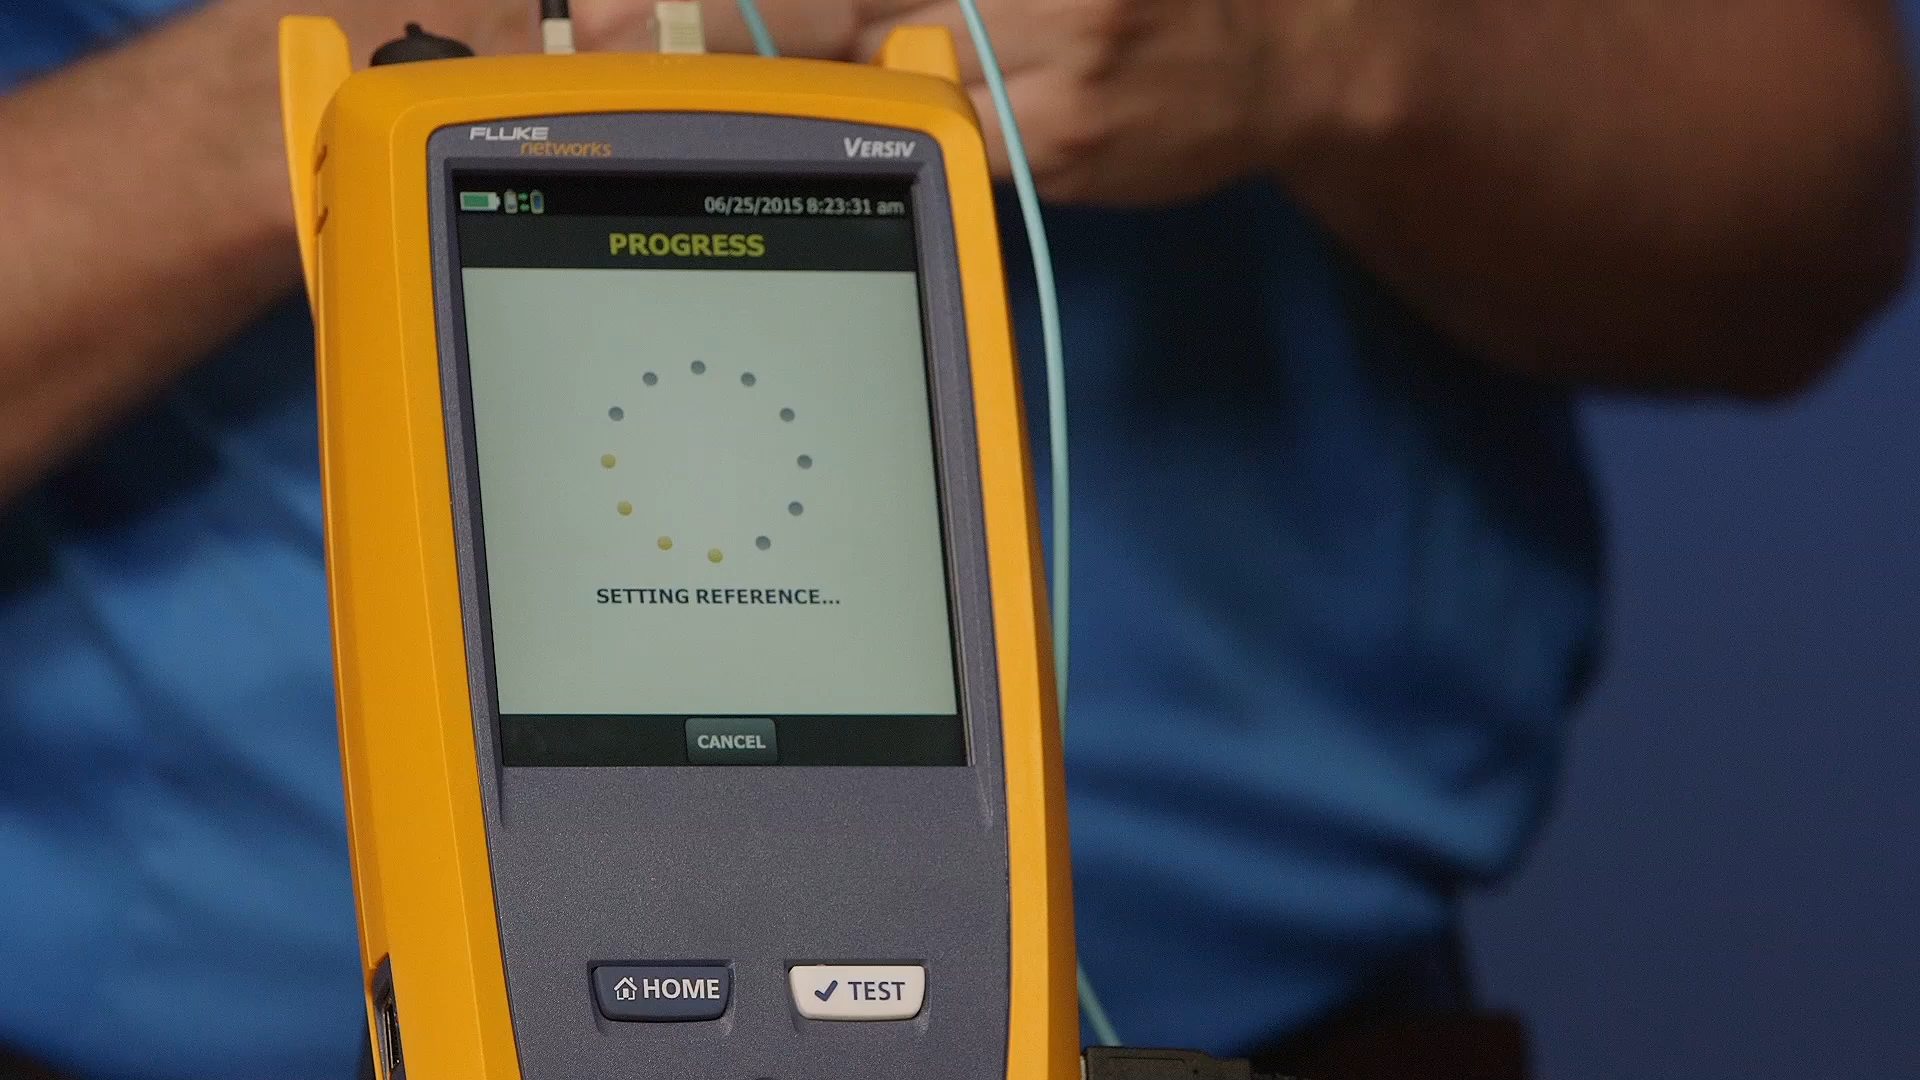 FLUKE
networks
VERSIV
06/25/2015 8:23:31 am
PROGRESS
SETTING REFERENCE...
CANCEL
HOME
TEST